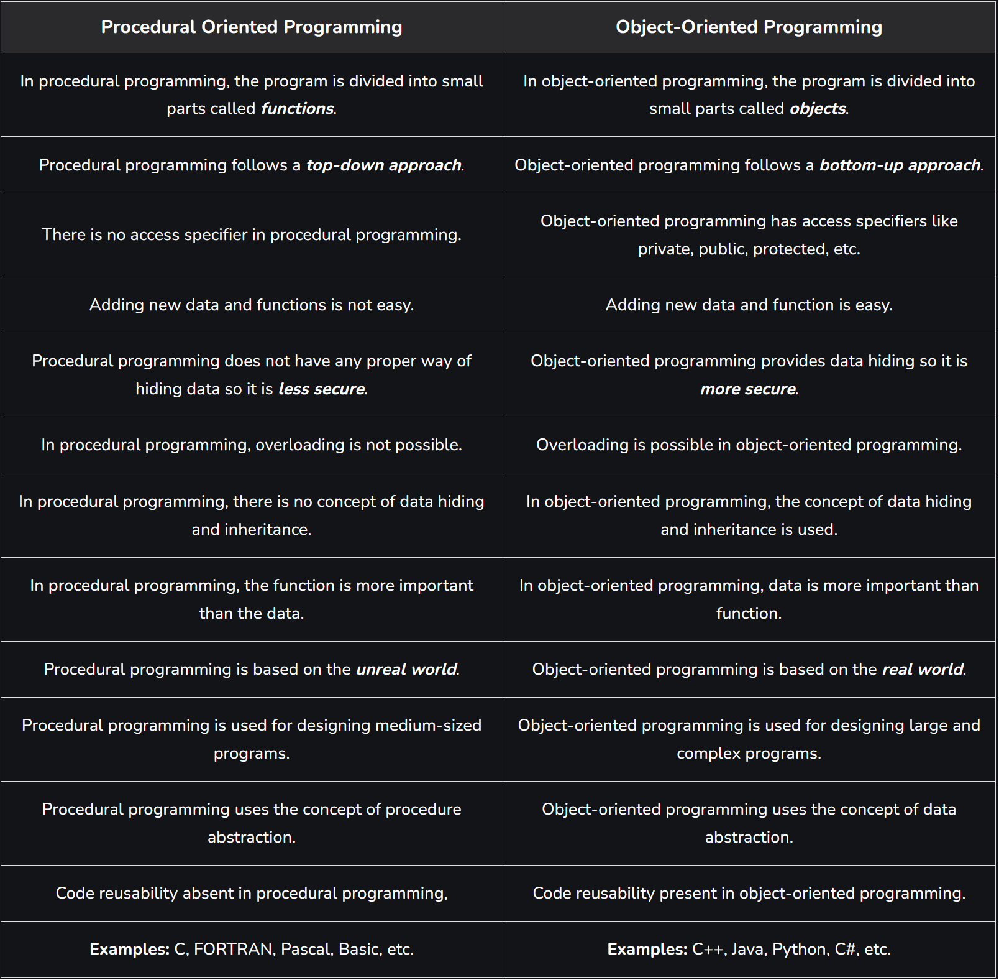 Procedural Oriented Programming
Object-Oriented Programming
In procedural programming, the program is divided into small
parts called functions.
In object-oriented programming, the program is divided into
small parts called objects.
Procedural programming follows a top-down approach.
Object-oriented programming follows a bottom-up approach.
There is no access specifier in procedural programming.
Object-oriented programming has access specifiers like
private, public, protected, etc.
Adding new data and functions is not easy.
Adding new data and function is easy.
Procedural programming does not have any proper way of
hiding data so it is less secure.
Object-oriented programming provides data hiding so it is
more secure.
In procedural programming, overloading is not possible.
Overloading is possible in object-oriented programming.
In procedural programming, there is no concept of data hiding
and inheritance.
In object-oriented programming, the concept of data hiding
and inheritance is used.
In procedural programming, the function is more important
than the data.
In object-oriented programming, data is more important than
function.
Procedural programming is based on the unreal world.
Object-oriented programming is based on the real world.
Procedural programming is used for designing medium-sized
programs.
Object-oriented programming is used for designing large and
complex programs.
Procedural programming uses the concept of procedure
abstraction.
Object-oriented programming uses the concept of data
abstraction.
Code reusability absent in procedural programming,
Code reusability present in object-oriented programming.
Examples: C, FORTRAN, Pascal, Basic, etc.
Examples: C++, Java, Python, C#, etc.